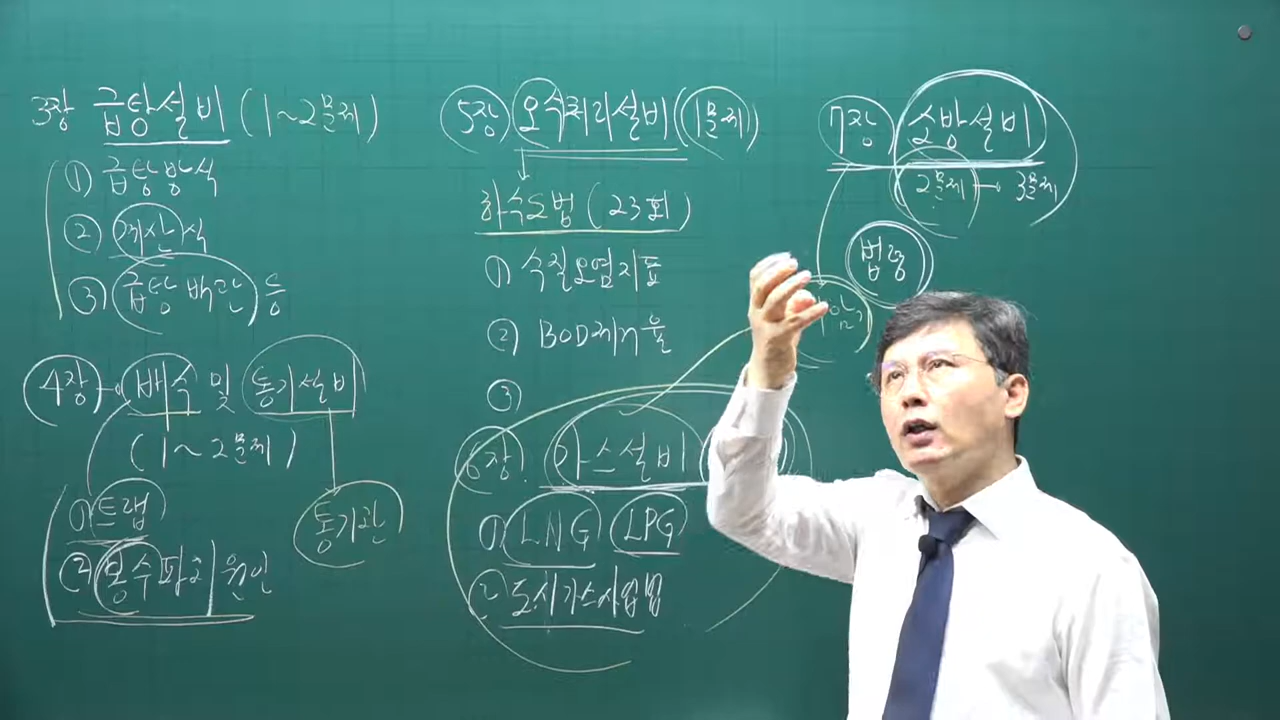 3장 급탕설비 (1~2문제)
① 급탕방식
② 계산식
③ 급탕 배관 등
4장 배수 및 통기설비
(1~2문제)
① 트랩
② 봉수파괴원인
통기관
5장 오수처리설비 (1문제)
하수도법 (23회)
① 수질오염지표
② BOD제거율
③
6장. 가스설비
① LNG LPG
② 도시가스사업법
7장 소방설비
2문제 → 3문제
법령